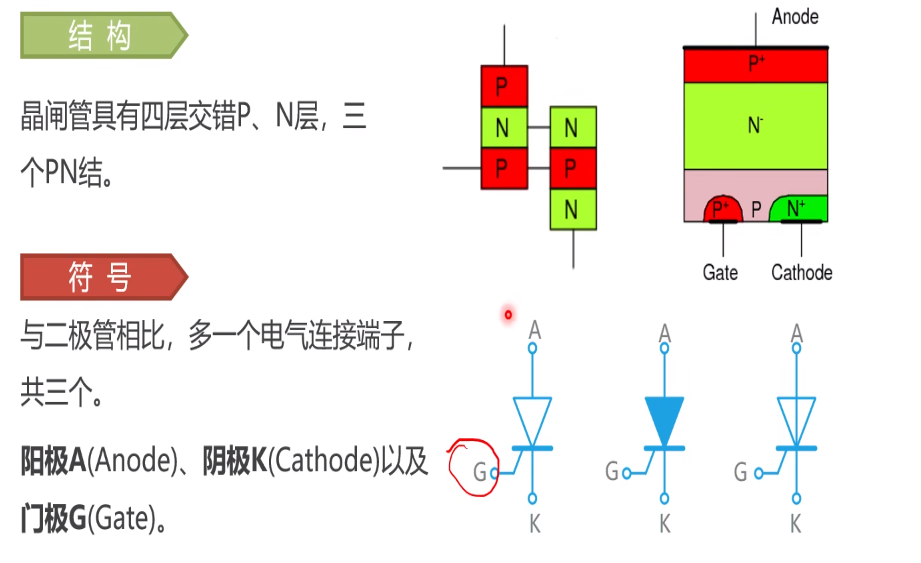 结 构
晶闸管具有四层交错P、N层，三
个PN结。
P
N
N
P
P
N
Anode
P+
N-
P+
P
N+
Gate
Cathode
符 号
与二极管相比，多一个电气连接端子，
共三个。
阳极A(Anode)、阴极K(Cathode)以及
门极G(Gate)。
A
A
A
G
G
G
K
K
K